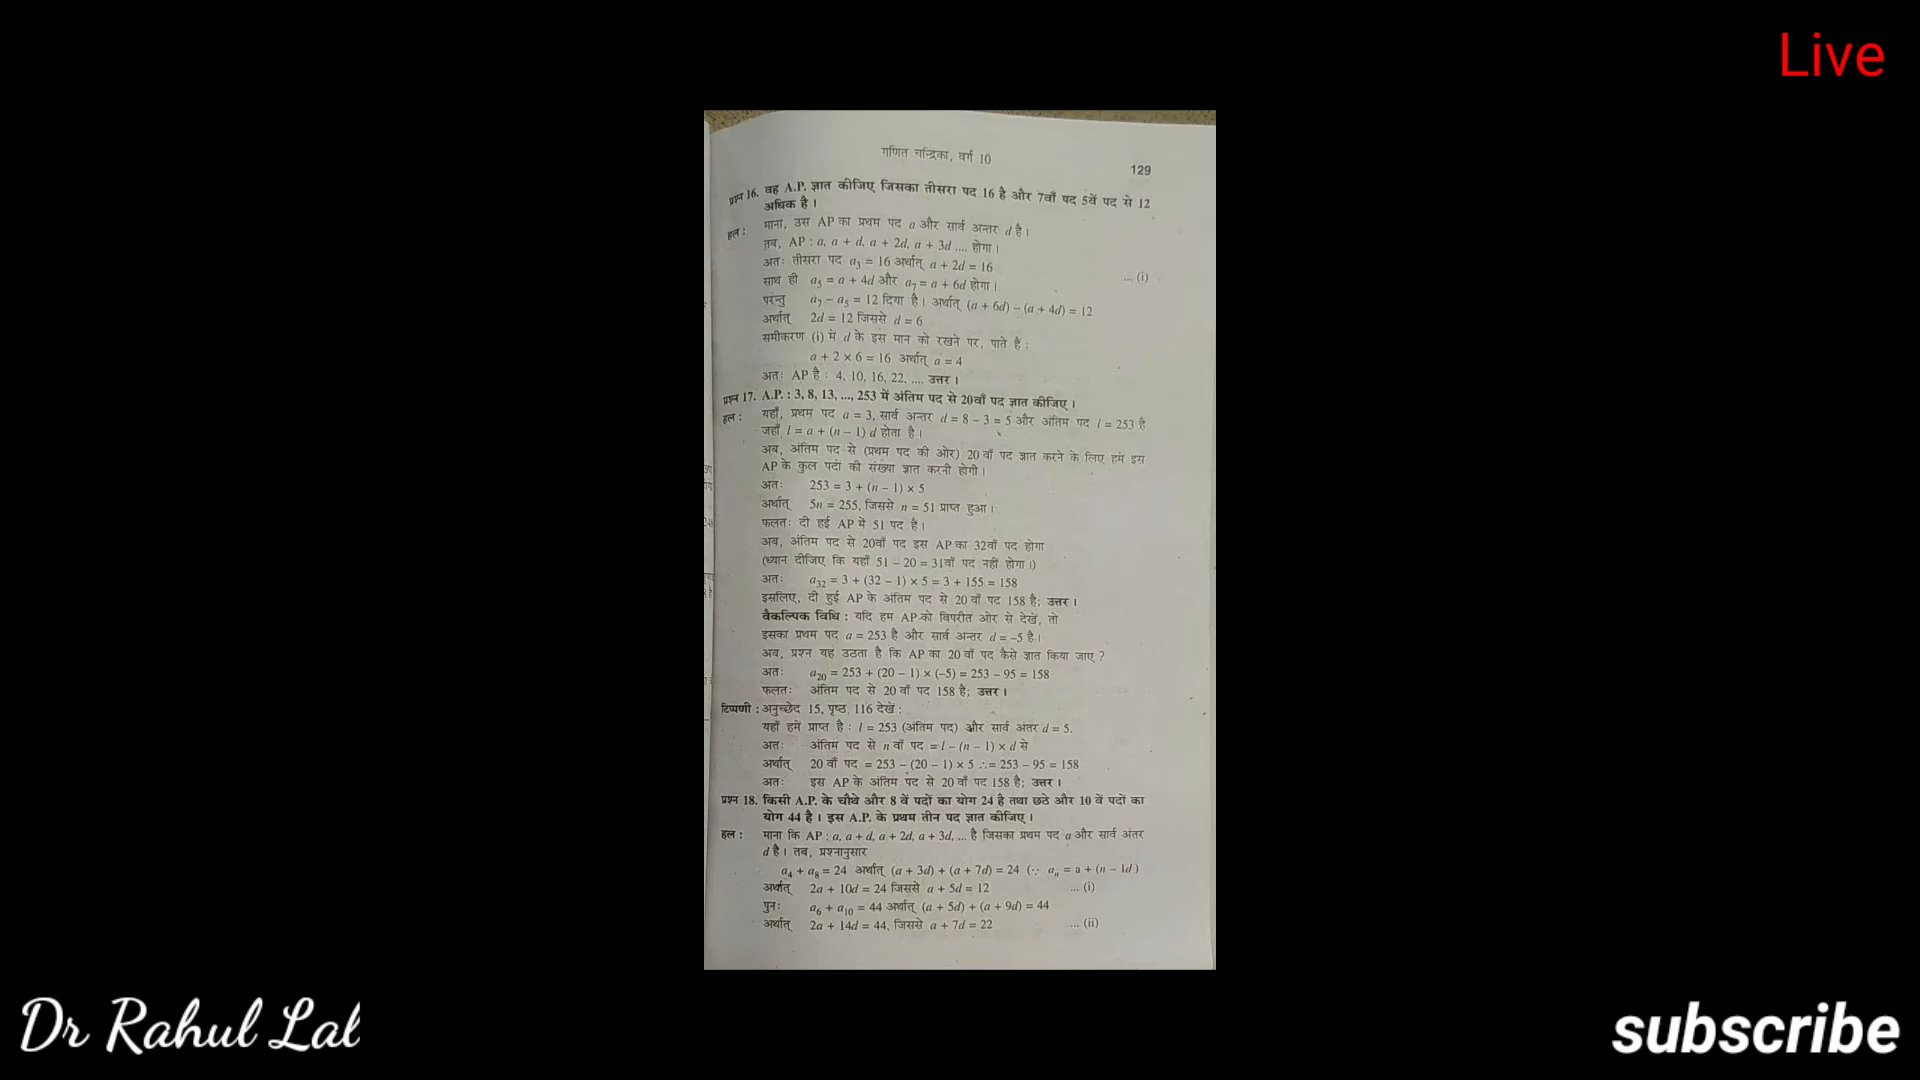 Live
गणित चन्द्रिका, वर्ग 10
129
प्रश्न 16. वह A.P. ज्ञात कीजिए जिसका तीसरा पद 16 है और 7वाँ पद 5वें पद से 12
अधिक है।
हल : माना, उस AP का प्रथम पद a और सार्व अन्तर d है।
तब, AP : a, a + d, a + 2d, a + 3d .... होगा।
अतः तीसरा पद a₃ = 16 अर्थात् a + 2d = 16 ... (i)
साथ ही a₅ = a + 4d और a₇ = a + 6d होगा।
परन्तु a₇ – a₅ = 12 दिया है। अर्थात् (a + 6d) – (a + 4d) = 12
अर्थात् 2d = 12 जिससे d = 6
समीकरण (i) में d के इस मान को रखने पर, पाते हैं :
a + 2 × 6 = 16 अर्थात् a = 4
अतः AP है : 4, 10, 16, 22, .... उत्तर।
प्रश्न 17. A.P. : 3, 8, 13, ..., 253 में अंतिम पद से 20वाँ पद ज्ञात कीजिए।
हल : यहाँ, प्रथम पद a = 3, सार्व अन्तर d = 8 – 3 = 5 और अंतिम पद l = 253 है
जहाँ l = a + (n – 1) d होता है।
अब, अंतिम पद से (प्रथम पद की ओर) 20 वाँ पद ज्ञात करने के लिए हमें इस
AP के कुल पदों की संख्या ज्ञात करनी होगी।
अतः 253 = 3 + (n – 1) × 5
अर्थात् 5n = 255, जिससे n = 51 प्राप्त हुआ।
फलतः दी हुई AP में 51 पद हैं।
अब, अंतिम पद से 20वाँ पद इस AP का 32वाँ पद होगा
(ध्यान दीजिए कि यहाँ 51 – 20 = 31वाँ पद नहीं होगा।)
अतः a₃₂ = 3 + (32 – 1) × 5 = 3 + 155 = 158
इसलिए, दी हुई AP के अंतिम पद से 20 वाँ पद 158 है; उत्तर।
वैकल्पिक विधि : यदि हम AP को विपरीत ओर से देखें, तो
इसका प्रथम पद a = 253 है और सार्व अन्तर d = –5 है।
अब, प्रश्न यह उठता है कि AP का 20 वाँ पद कैसे ज्ञात किया जाए ?
अतः a₂₀ = 253 + (20 – 1) × (–5) = 253 – 95 = 158
फलतः अंतिम पद से 20 वाँ पद 158 है; उत्तर।
टिप्पणी : अनुच्छेद 15, पृष्ठ 116 देखें :
यहाँ हमें प्राप्त है : l = 253 (अंतिम पद) और सार्व अंतर d = 5.
अतः अंतिम पद से n वाँ पद = l – (n – 1) × d से
अर्थात् 20 वाँ पद = 253 – (20 – 1) × 5 ∴= 253 – 95 = 158
अतः इस AP के अंतिम पद से 20 वाँ पद 158 है; उत्तर।
प्रश्न 18. किसी A.P. के चौथे और 8 वें पदों का योग 24 है तथा छठे और 10 वें पदों का
योग 44 है। इस A.P. के प्रथम तीन पद ज्ञात कीजिए।
हल : माना कि AP : a, a + d, a + 2d, a + 3d, ... है जिसका प्रथम पद a और सार्व अंतर
d है। तब, प्रश्नानुसार
a₄ + a₈ = 24 अर्थात् (a + 3d) + (a + 7d) = 24 (∵ aₙ = a + (n – 1d)
अर्थात् 2a + 10d = 24 जिससे a + 5d = 12 ... (i)
पुनः a₆ + a₁₀ = 44 अर्थात् (a + 5d) + (a + 9d) = 44
अर्थात् 2a + 14d = 44, जिससे a + 7d = 22 ... (ii)
Dr Rahul Lal
subscribe